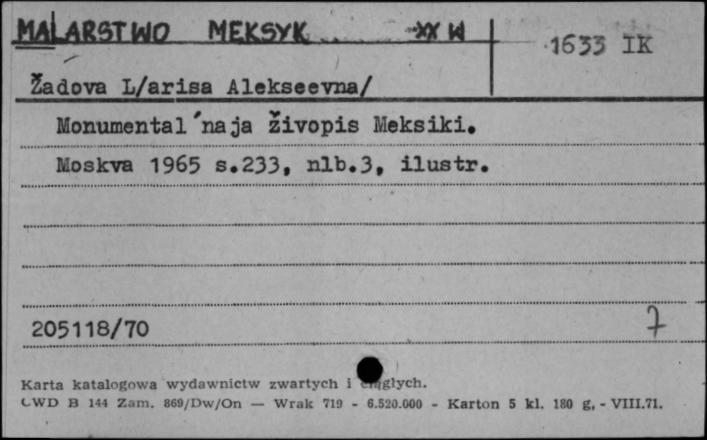 MALARSTWO MEKSYK XX W
1633 IK
Žadova L/arisa Alekseevna/
Monumental´naja živopis Meksiki.
Moskva 1965 s.233, nlb.3, ilustr.
205118/70
7
Karta katalogowa wydawnictw zwartych i ciągłych.
CWD B 144 Zam. 869/Dw/On — Wrak 719 - 6.520.000 - Karton 5 kl. 180 g. - VIII.71.